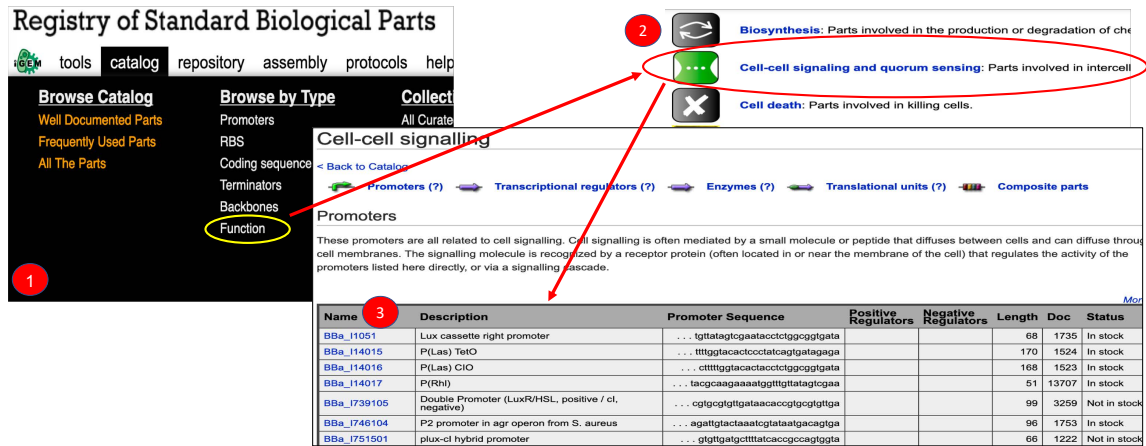 Registry of Standard Biological Parts
iGEM tools catalog repository assembly protocols help
Browse Catalog Browse by Type Collecti
Well Documented Parts Promoters All Curate
Frequently Used Parts RBS
All The Parts Coding sequence
Terminators
Backbones
Function
1
2
Biosynthesis: Parts involved in the production or degradation of che
Cell-cell signaling and quorum sensing: Parts involved in intercell
Cell death: Parts involved in killing cells.
Cell-cell signalling
< Back to Catalog
Promoters (?) Transcriptional regulators (?) Enzymes (?) Translational units (?) Composite parts
Promoters
These promoters are all related to cell signalling. Cell signalling is often mediated by a small molecule or peptide that diffuses between cells and can diffuse throug
cell membranes. The signalling molecule is recognized by a receptor protein (often located in or near the membrane of the cell) that regulates the activity of the
promoters listed here directly, or via a signalling cascade.
Mor
3
Name Description Promoter Sequence Positive Regulators Negative Regulators Length Doc Status
BBa_I1051 Lux cassette right promoter . . . tgttatagtcgaatacctctggcggtgata 68 1735 In stock
BBa_I14015 P(Las) TetO . . . ttttggtacactccctatcagtgatagaga 170 1524 In stock
BBa_I14016 P(Las) CIO . . . ctttttggtacactacctctggcggtgata 168 1523 In stock
BBa_I14017 P(Rhl) . . . tacgcaagaaaatggtttgttatagtcgaa 51 13707 In stock
BBa_I739105 Double Promoter (LuxR/HSL, positive / cI, negative) . . . cgtgcgtgttgataacaccgtgcgtgttga 99 3259 Not in stock
BBa_I746104 P2 promoter in agr operon from S. aureus . . . agattgtactaaatcgtataatgacagtga 96 1753 In stock
BBa_I751501 plux-cI hybrid promoter . . . gtgttgatgcttttatcaccgccagtggta 66 1222 Not in stock